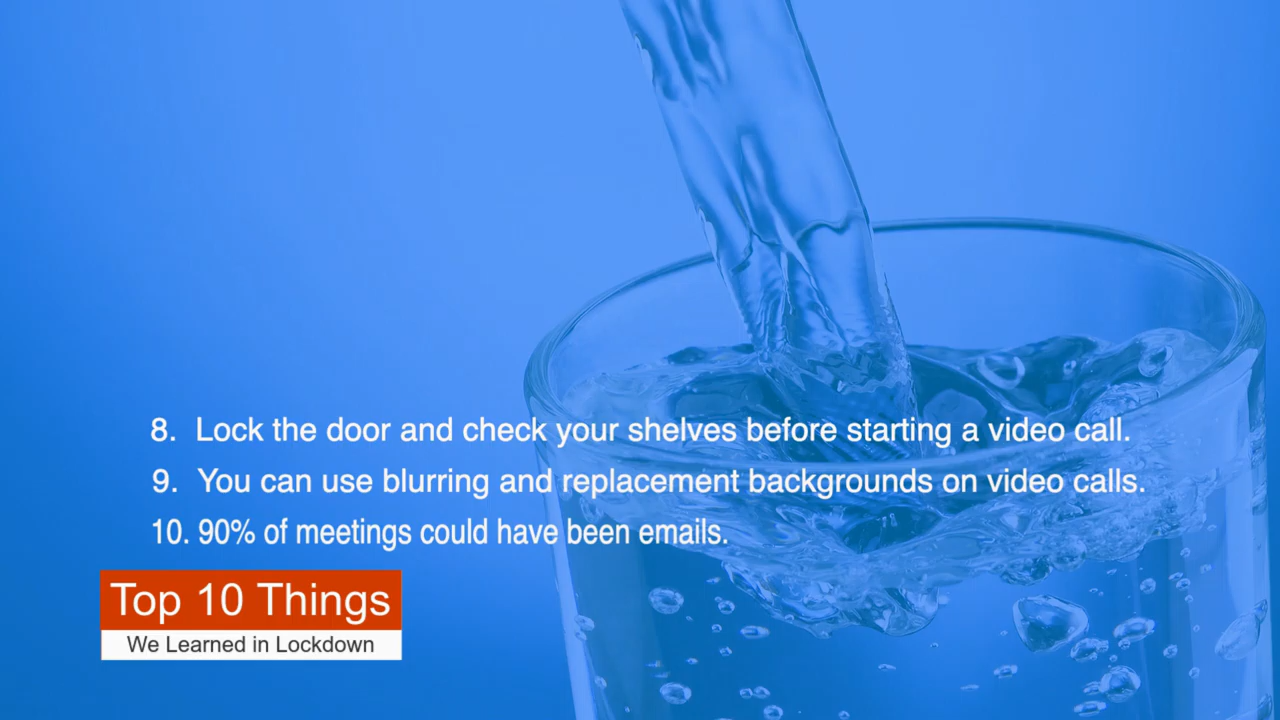 8. Lock the door and check your shelves before starting a video call.
9. You can use blurring and replacement backgrounds on video calls.
10. 90% of meetings could have been emails.
Top 10 Things
We Learned in Lockdown